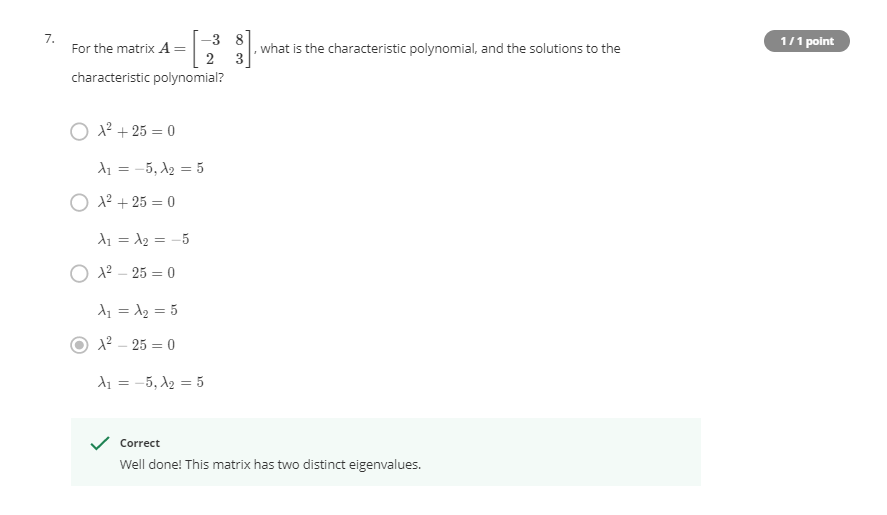 7.
1 / 1 point
For the matrix A = [−3 8; 2 3], what is the characteristic polynomial, and the solutions to the
characteristic polynomial?
λ² + 25 = 0
λ₁ = −5, λ₂ = 5
λ² + 25 = 0
λ₁ = λ₂ = −5
λ² − 25 = 0
λ₁ = λ₂ = 5
λ² − 25 = 0
λ₁ = −5, λ₂ = 5
Correct
Well done! This matrix has two distinct eigenvalues.